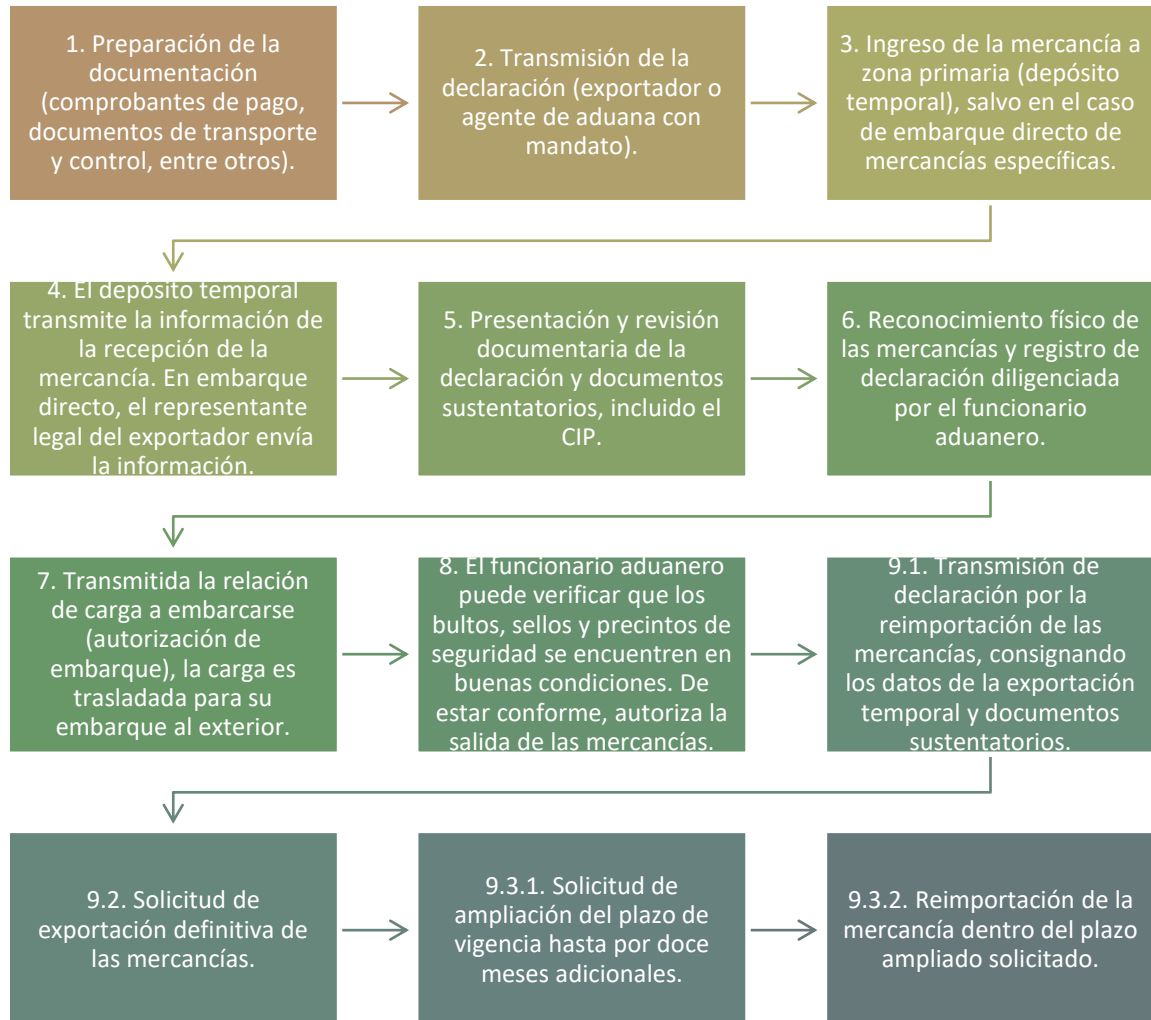 1. Preparación de la
documentación
(comprobantes de pago,
documentos de transporte
y control, entre otros).
2. Transmisión de la
declaración (exportador o
agente de aduana con
mandato).
3. Ingreso de la mercancía a
zona primaria (depósito
temporal), salvo en el caso
de embarque directo de
mercancías específicas.
4. El depósito temporal
transmite la información de
la recepción de la
mercancía. En embarque
directo, el representante
legal del exportador envía
la información.
5. Presentación y revisión
documentaria de la
declaración y documentos
sustentatorios, incluido el
CIP.
6. Reconocimiento físico de
las mercancías y registro de
declaración diligenciada
por el funcionario
aduanero.
7. Transmitida la relación
de carga a embarcarse
(autorización de
embarque), la carga es
trasladada para su
embarque al exterior.
8. El funcionario aduanero
puede verificar que los
bultos, sellos y precintos de
seguridad se encuentren en
buenas condiciones. De
estar conforme, autoriza la
salida de las mercancías.
9.1. Transmisión de
declaración por la
reimportación de las
mercancías, consignando
los datos de la exportación
temporal y documentos
sustentatorios.
9.2. Solicitud de
exportación definitiva de
las mercancías.
9.3.1. Solicitud de
ampliación del plazo de
vigencia hasta por doce
meses adicionales.
9.3.2. Reimportación de la
mercancía dentro del plazo
ampliado solicitado.